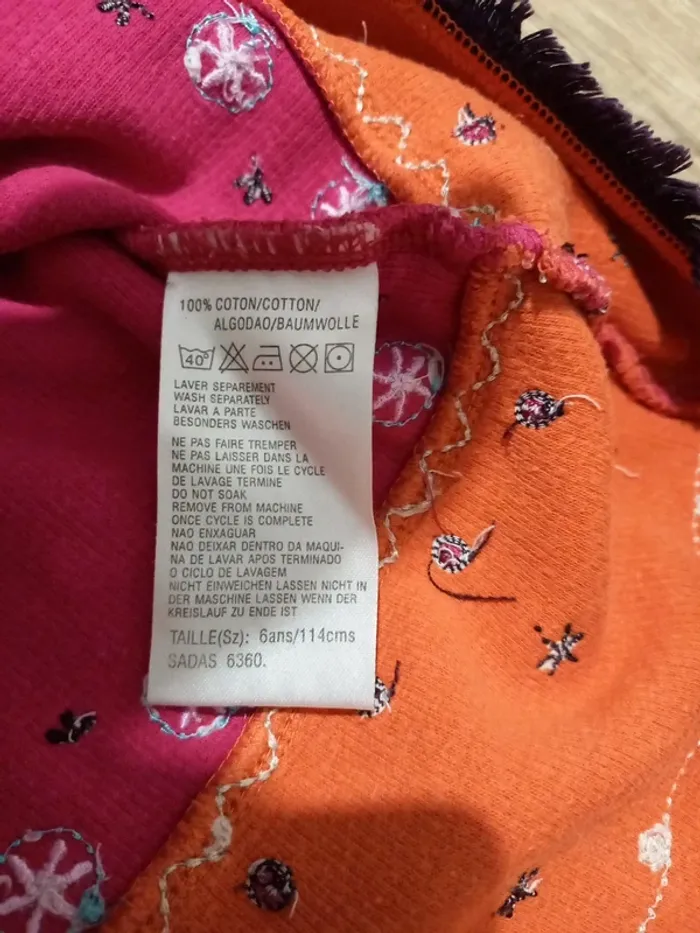 100% COTON/COTTON/
ALGODAO/BAUMWOLLE
40°
LAVER SEPAREMENT
WASH SEPARATELY
LAVAR A PARTE
BESONDERS WASCHEN
NE PAS FAIRE TREMPER
NE PAS LAISSER DANS LA
MACHINE UNE FOIS LE CYCLE
DE LAVAGE TERMINE
DO NOT SOAK
REMOVE FROM MACHINE
ONCE CYCLE IS COMPLETE
NAO ENXAGUAR
NAO DEIXAR DENTRO DA MAQUI-
NA DE LAVAR APOS TERMINADO
O CICLO DE LAVAGEM
NICHT EINWEICHEN LASSEN NICHT IN
DER MASCHINE LASSEN WENN DER
KREISLAUF ZU ENDE IST
TAILLE(Sz): 6ans/114cms
SADAS 6360.